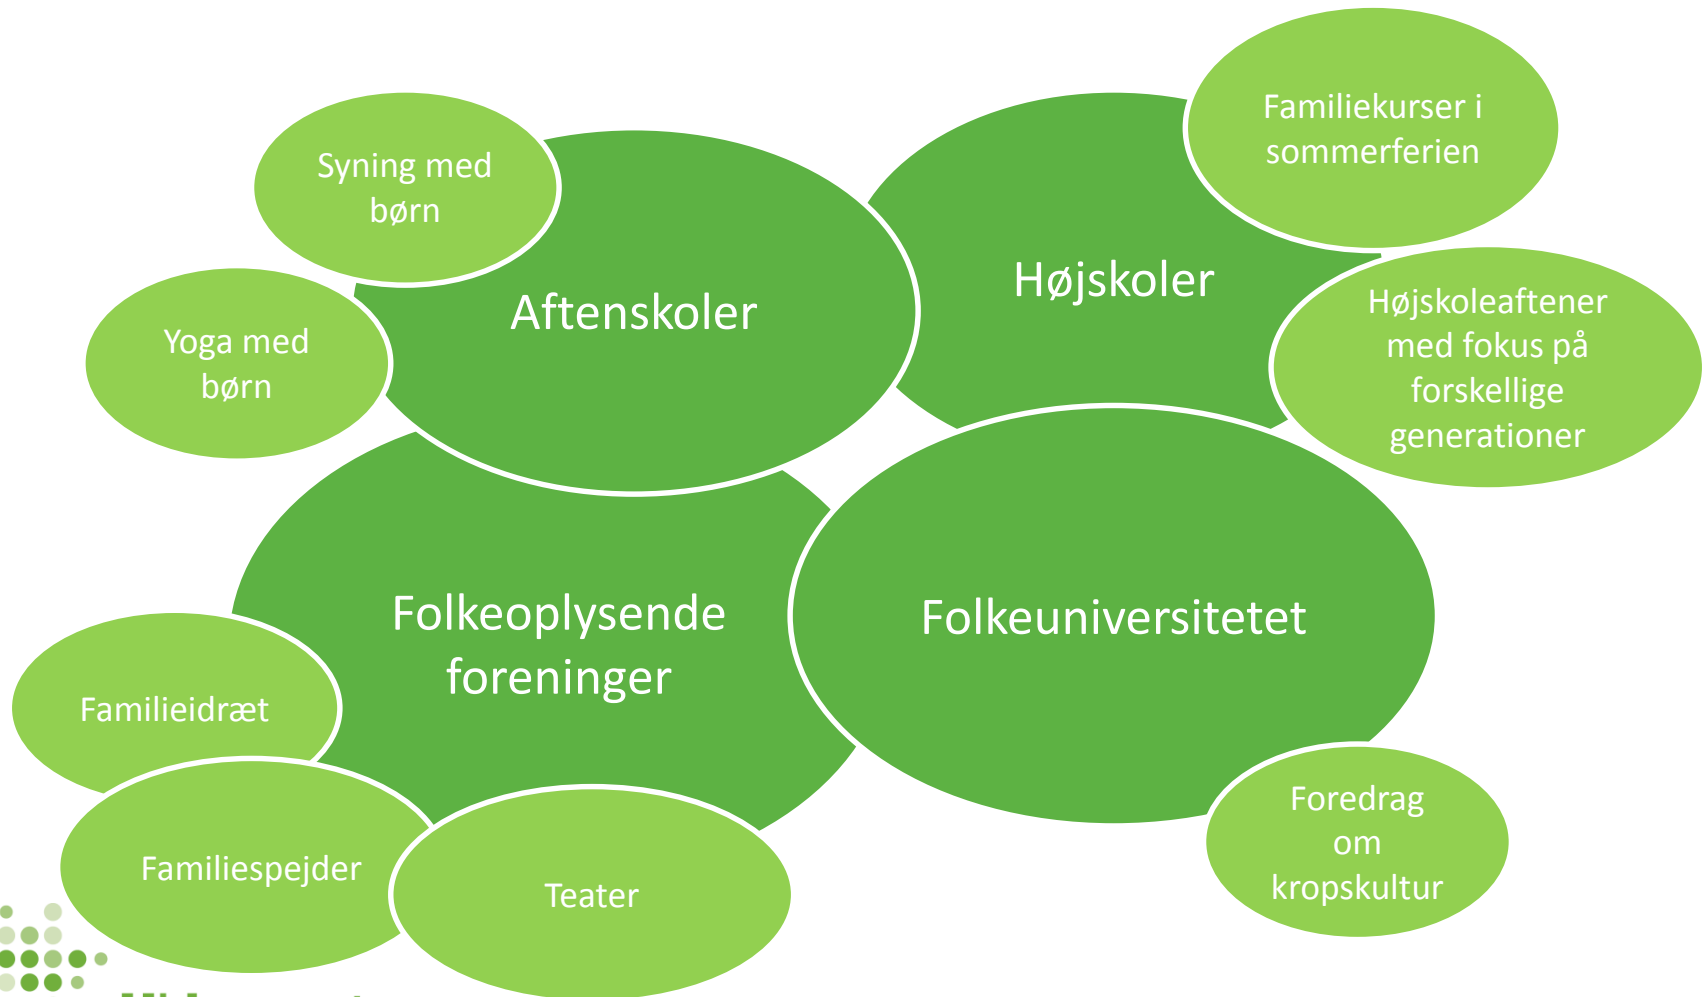 Familiekurser i
sommerferien
Syning med
børn
Højskoler
Aftenskoler
Højskoleaftener
med fokus på
forskellige
generationer
Yoga med
børn
Folkeoplysende
foreninger
Folkeuniversitetet
Familieidræt
Familiespejder
Teater
Foredrag
om
kropskultur